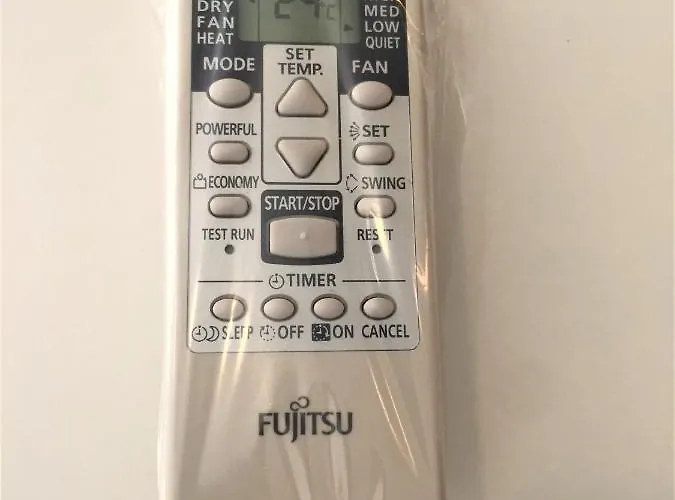 DRY
FAN
HEAT
MED
LOW
QUIET
MODE
SET
TEMP.
FAN
POWERFUL
SET
ECONOMY
SWING
START/STOP
TEST RUN
RESET
TIMER
SLEEP
OFF
ON
CANCEL
FUJITSU